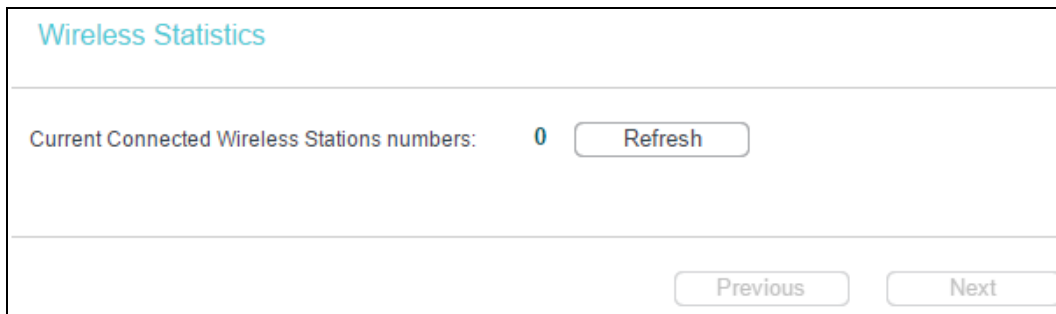 Wireless Statistics
Current Connected Wireless Stations numbers: 0 Refresh
Previous Next